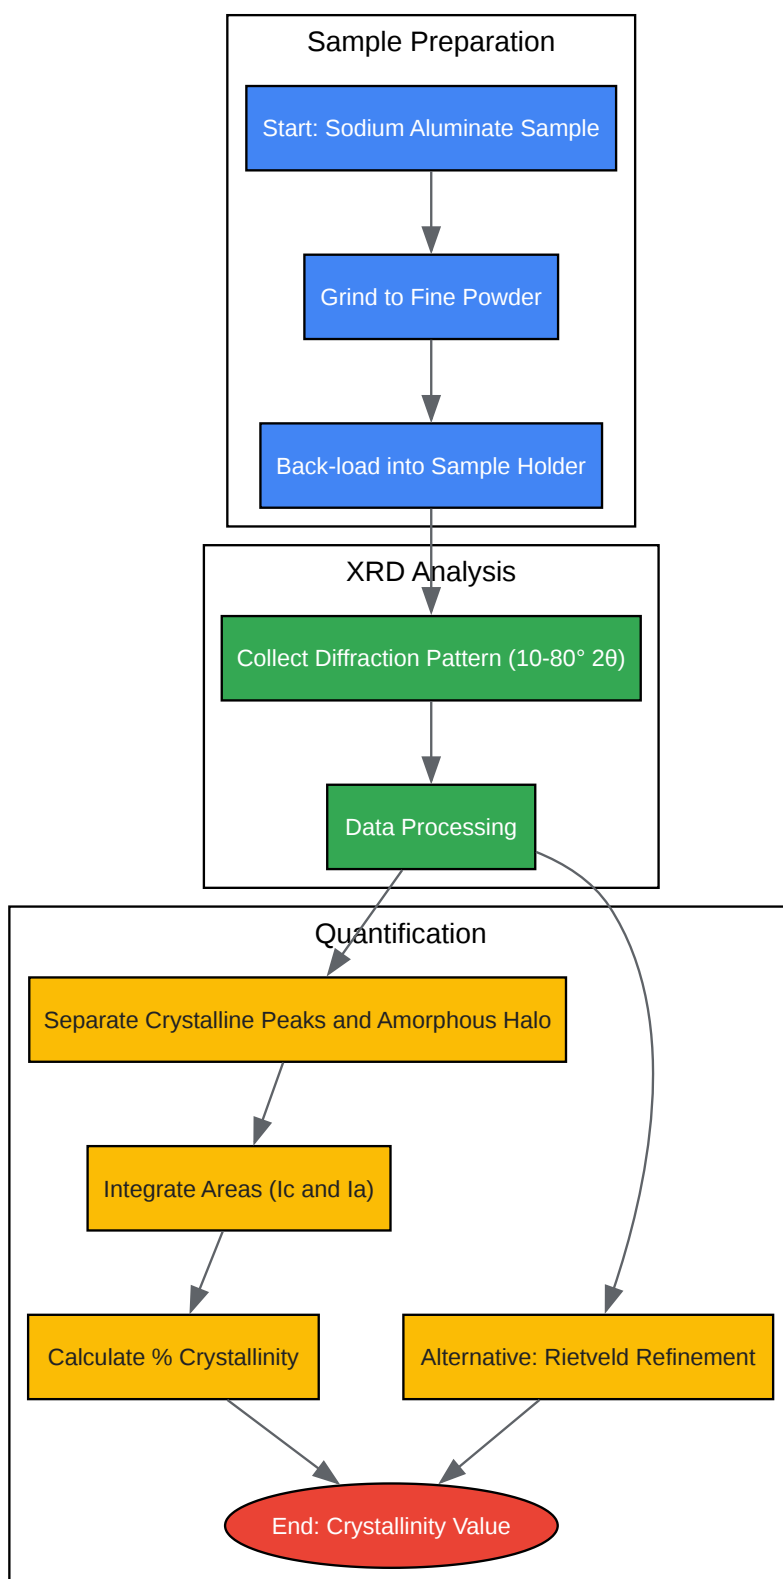 Sample Preparation
Start: Sodium Aluminate Sample
Grind to Fine Powder
Back-load into Sample Holder
XRD Analysis
Collect Diffraction Pattern (10-80° 2θ)
Data Processing
Quantification
Separate Crystalline Peaks and Amorphous Halo
Integrate Areas (Ic and Ia)
Calculate % Crystallinity
Alternative: Rietveld Refinement
End: Crystallinity Value